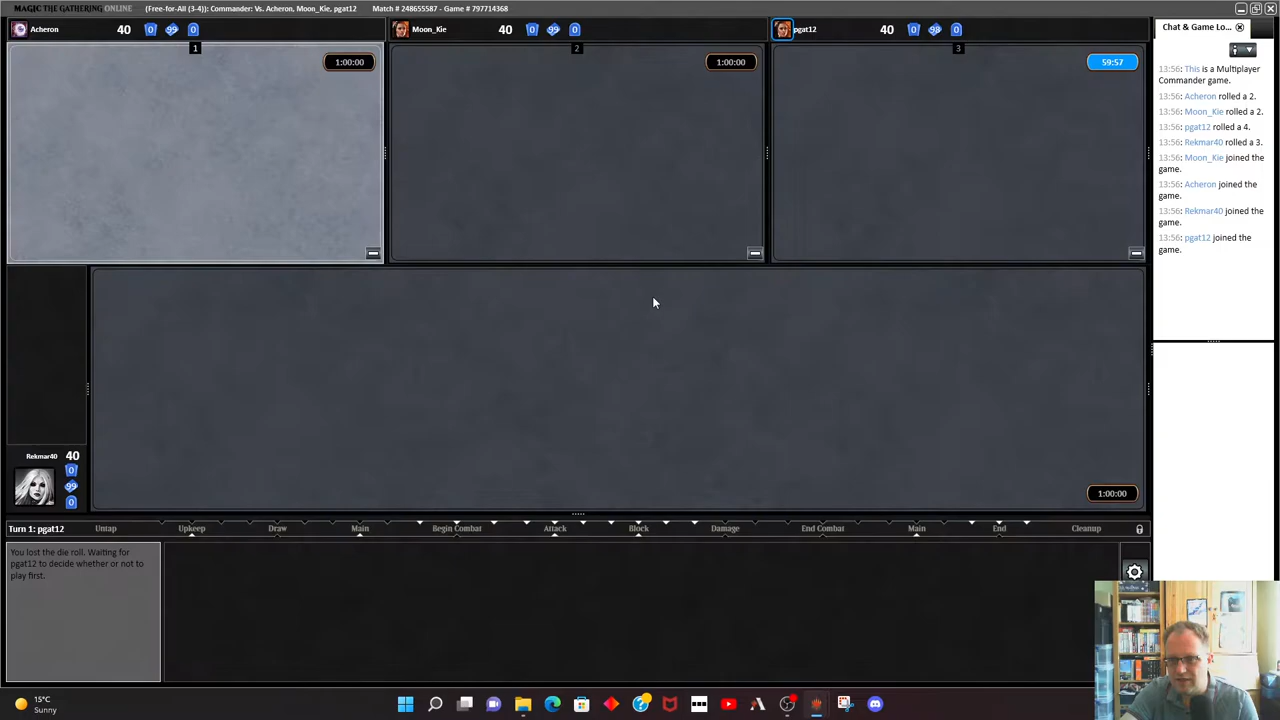 MAGIC THE GATHERING ONLINE (Free-for-All (3-4)): Commander: Vs. Acheron, Moon_Kie, pgat12 Match # 248655587 - Game # 797714368
Acheron 40 0 99 0
Moon_Kie 40 0 99 0
pgat12 40 0 98 0
1
2
3
1:00:00
1:00:00
59:57
Chat & Game Lo...
13:56: This is a Multiplayer
Commander game.
13:56: Acheron rolled a 2.
13:56: Moon_Kie rolled a 2.
13:56: pgat12 rolled a 4.
13:56: Rekmar40 rolled a 3.
13:56: Moon_Kie joined the
game.
13:56: Acheron joined the
game.
13:56: Rekmar40 joined the
game.
13:56: pgat12 joined the
game.
Rekmar40 40
0
99
0
1:00:00
Turn 1: pgat12 Untap Upkeep Draw Main Begin Combat Attack Block Damage End Combat Main End Cleanup
You lost the die roll. Waiting for
pgat12 to decide whether or not to
play first.
15°C
Sunny